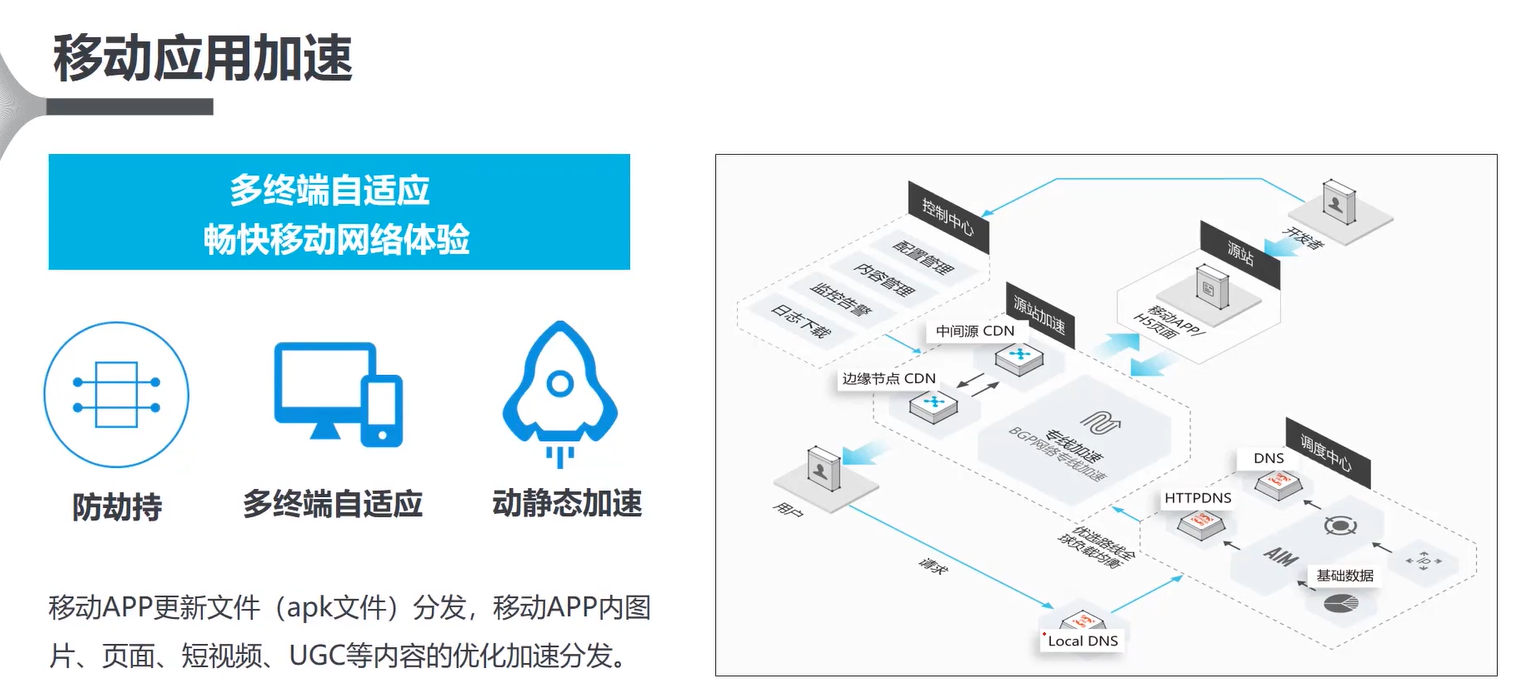 移动应用加速
多终端自适应
畅快移动网络体验
防劫持
多终端自适应
动静态加速
移动APP更新文件（apk文件）分发，移动APP内图
片、页面、短视频、UGC等内容的优化加速分发。
控制中心
配置管理
内容管理
监控告警
日志下载
开发者
源站
移动APP/
H5页面
源站加速
中间源 CDN
边缘节点 CDN
专线加速
BGP网络专线加速
用户
请求
优选路线全
球负载均衡
调度中心
DNS
HTTPDNS
AIM
ip
基础数据
Local DNS